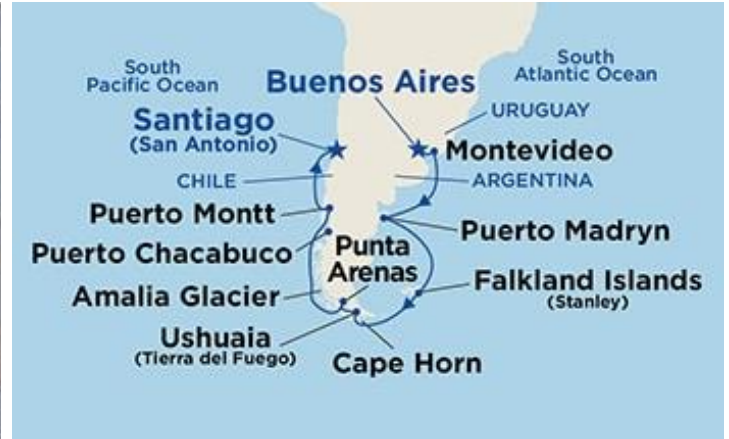 South
Pacific Ocean
South
Atlantic Ocean
Buenos Aires
URUGUAY
Santiago
(San Antonio)
Montevideo
CHILE
ARGENTINA
Puerto Montt
Puerto Madryn
Puerto Chacabuco
Punta
Arenas
Falkland Islands
(Stanley)
Amalia Glacier
Ushuaia
(Tierra del Fuego)
Cape Horn